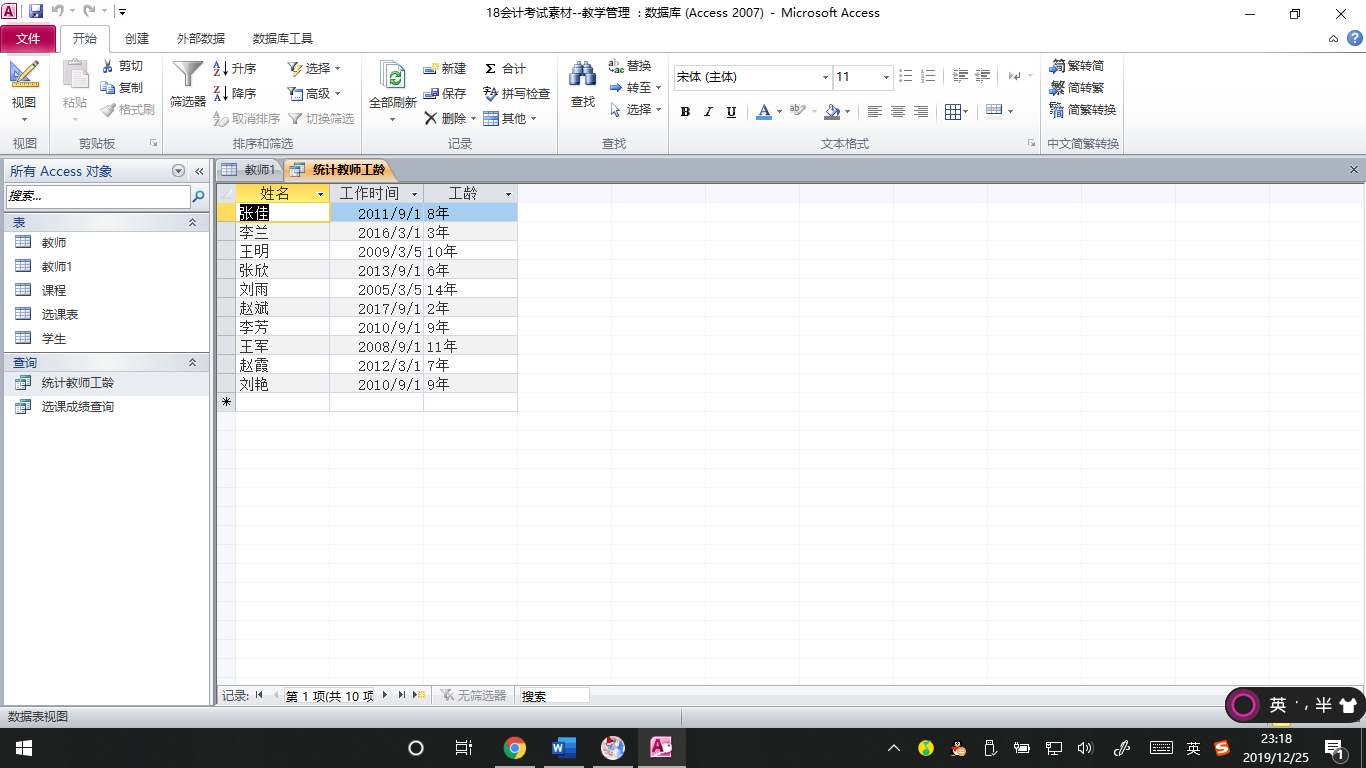 18会计考试素材--教学管理 : 数据库 (Access 2007) - Microsoft Access
文件 开始 创建 外部数据 数据库工具
视图
视图
粘贴
剪切
复制
格式刷
剪贴板
筛选器
升序
降序
取消排序
选择
高级
切换筛选
排序和筛选
全部刷新
新建
保存
删除
合计
拼写检查
其他
记录
查找
替换
转至
选择
查找
宋体 (主体) 11
B I U
文本格式
繁转简
简转繁
简繁转换
中文简繁转换
所有 Access 对象
搜索...
表
教师
教师1
课程
选课表
学生
查询
统计教师工龄
选课成绩查询
教师1 统计教师工龄
姓名 工作时间 工龄
张佳 2011/9/1 8年
李兰 2016/3/1 3年
王明 2009/3/5 10年
张欣 2013/9/1 6年
刘雨 2005/3/5 14年
赵斌 2017/9/1 2年
李芳 2010/9/1 9年
王军 2008/9/1 11年
赵霞 2012/3/1 7年
刘艳 2010/9/1 9年
记录: 第 1 项(共 10 项 无筛选器 搜索
英 半
数据表视图
英
23:18
2019/12/25
1